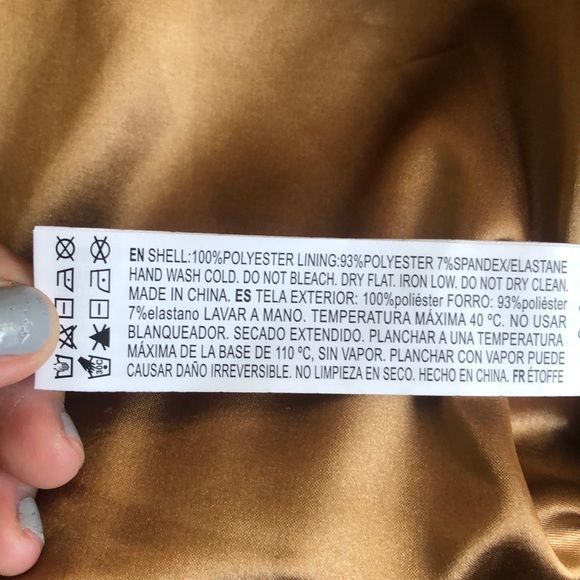 EN SHELL:100%POLYESTER LINING:93%POLYESTER 7%SPANDEX/ELASTANE
HAND WASH COLD. DO NOT BLEACH. DRY FLAT. IRON LOW. DO NOT DRY CLEAN.
MADE IN CHINA. ES TELA EXTERIOR: 100%poliéster FORRO: 93%poliéster
7%elastano LAVAR A MANO. TEMPERATURA MÁXIMA 40 ºC. NO USAR
BLANQUEADOR. SECADO EXTENDIDO. PLANCHAR A UNA TEMPERATURA
MÁXIMA DE LA BASE DE 110 ºC, SIN VAPOR. PLANCHAR CON VAPOR PUEDE
CAUSAR DAÑO IRREVERSIBLE. NO LIMPIEZA EN SECO. HECHO EN CHINA. FR ÉTOFFE